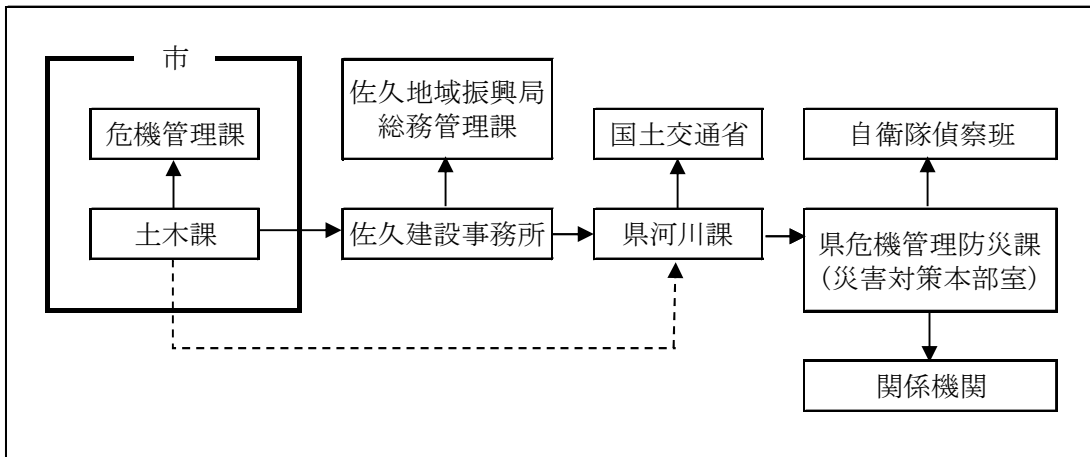 市
佐久地域振興局
総務管理課
危機管理課
国土交通省
自衛隊偵察班
土木課
佐久建設事務所
県河川課
県危機管理防災課
（災害対策本部室）
関係機関